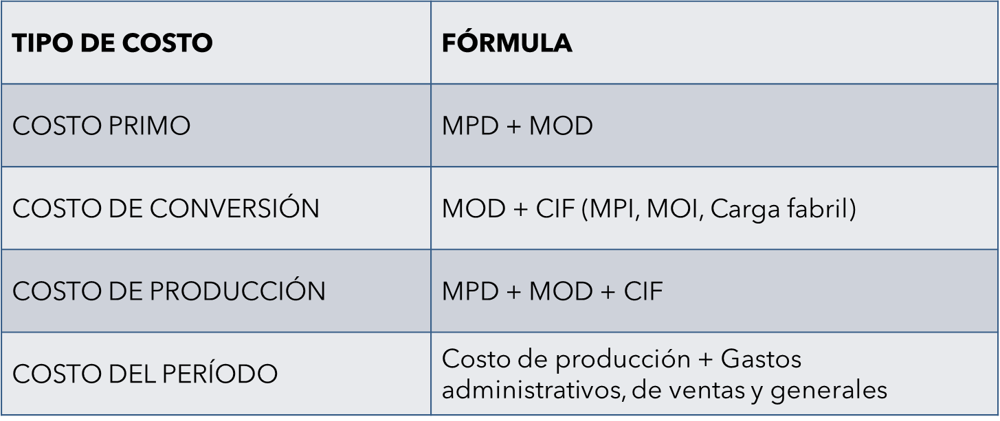 TIPO DE COSTO
FÓRMULA
COSTO PRIMO
MPD + MOD
COSTO DE CONVERSIÓN
MOD + CIF (MPI, MOI, Carga fabril)
COSTO DE PRODUCCIÓN
MPD + MOD + CIF
COSTO DEL PERÍODO
Costo de producción + Gastos
administrativos, de ventas y generales